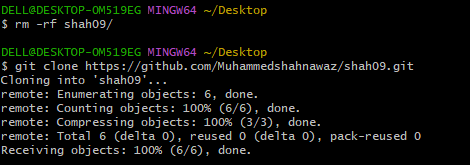 DELL@DESKTOP-OM519EG MINGW64 ~/Desktop
$ rm -rf shah09/
DELL@DESKTOP-OM519EG MINGW64 ~/Desktop
$ git clone https://github.com/Muhammedshahnawaz/shah09.git
Cloning into 'shah09'...
remote: Enumerating objects: 6, done.
remote: Counting objects: 100% (6/6), done.
remote: Compressing objects: 100% (3/3), done.
remote: Total 6 (delta 0), reused 0 (delta 0), pack-reused 0
Receiving objects: 100% (6/6), done.